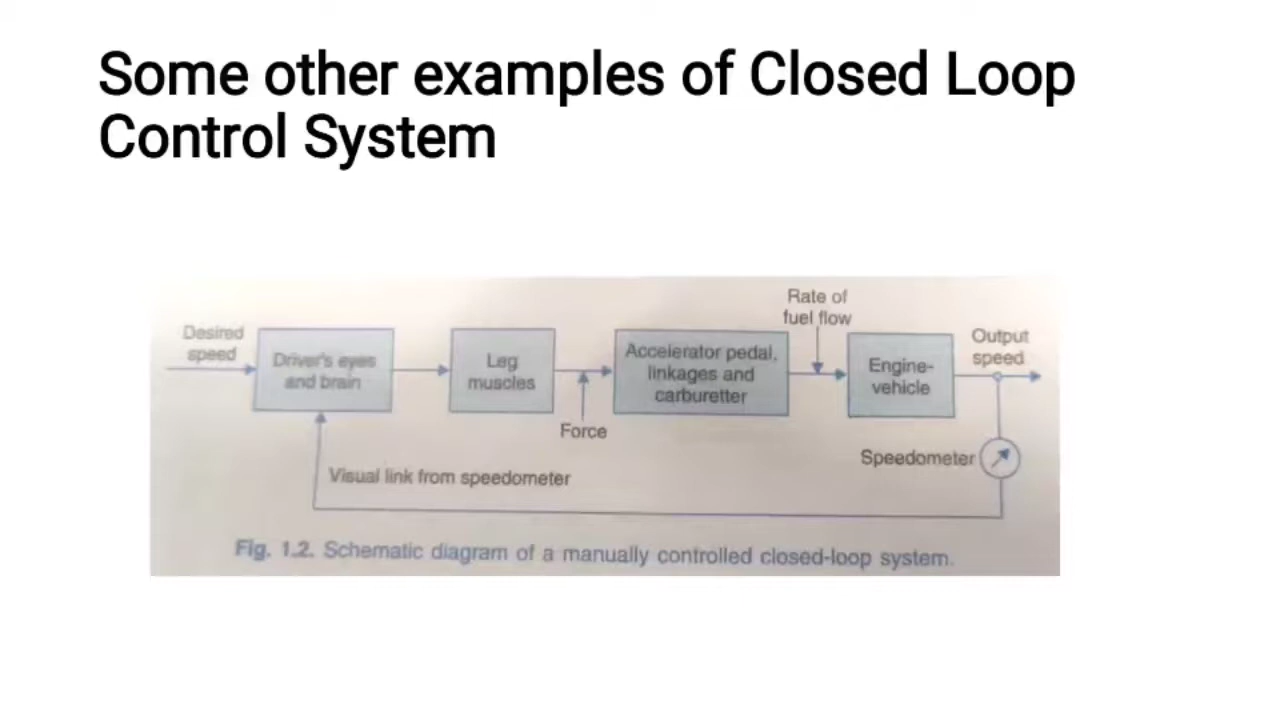 Some other examples of Closed Loop
Control System
Desired
speed
Driver's eyes
and brain
Leg
muscles
Force
Accelerator pedal,
linkages and
carburetter
Rate of
fuel flow
Engine-
vehicle
Output
speed
Speedometer
Visual link from speedometer
Fig. 1.2. Schematic diagram of a manually controlled closed-loop system.